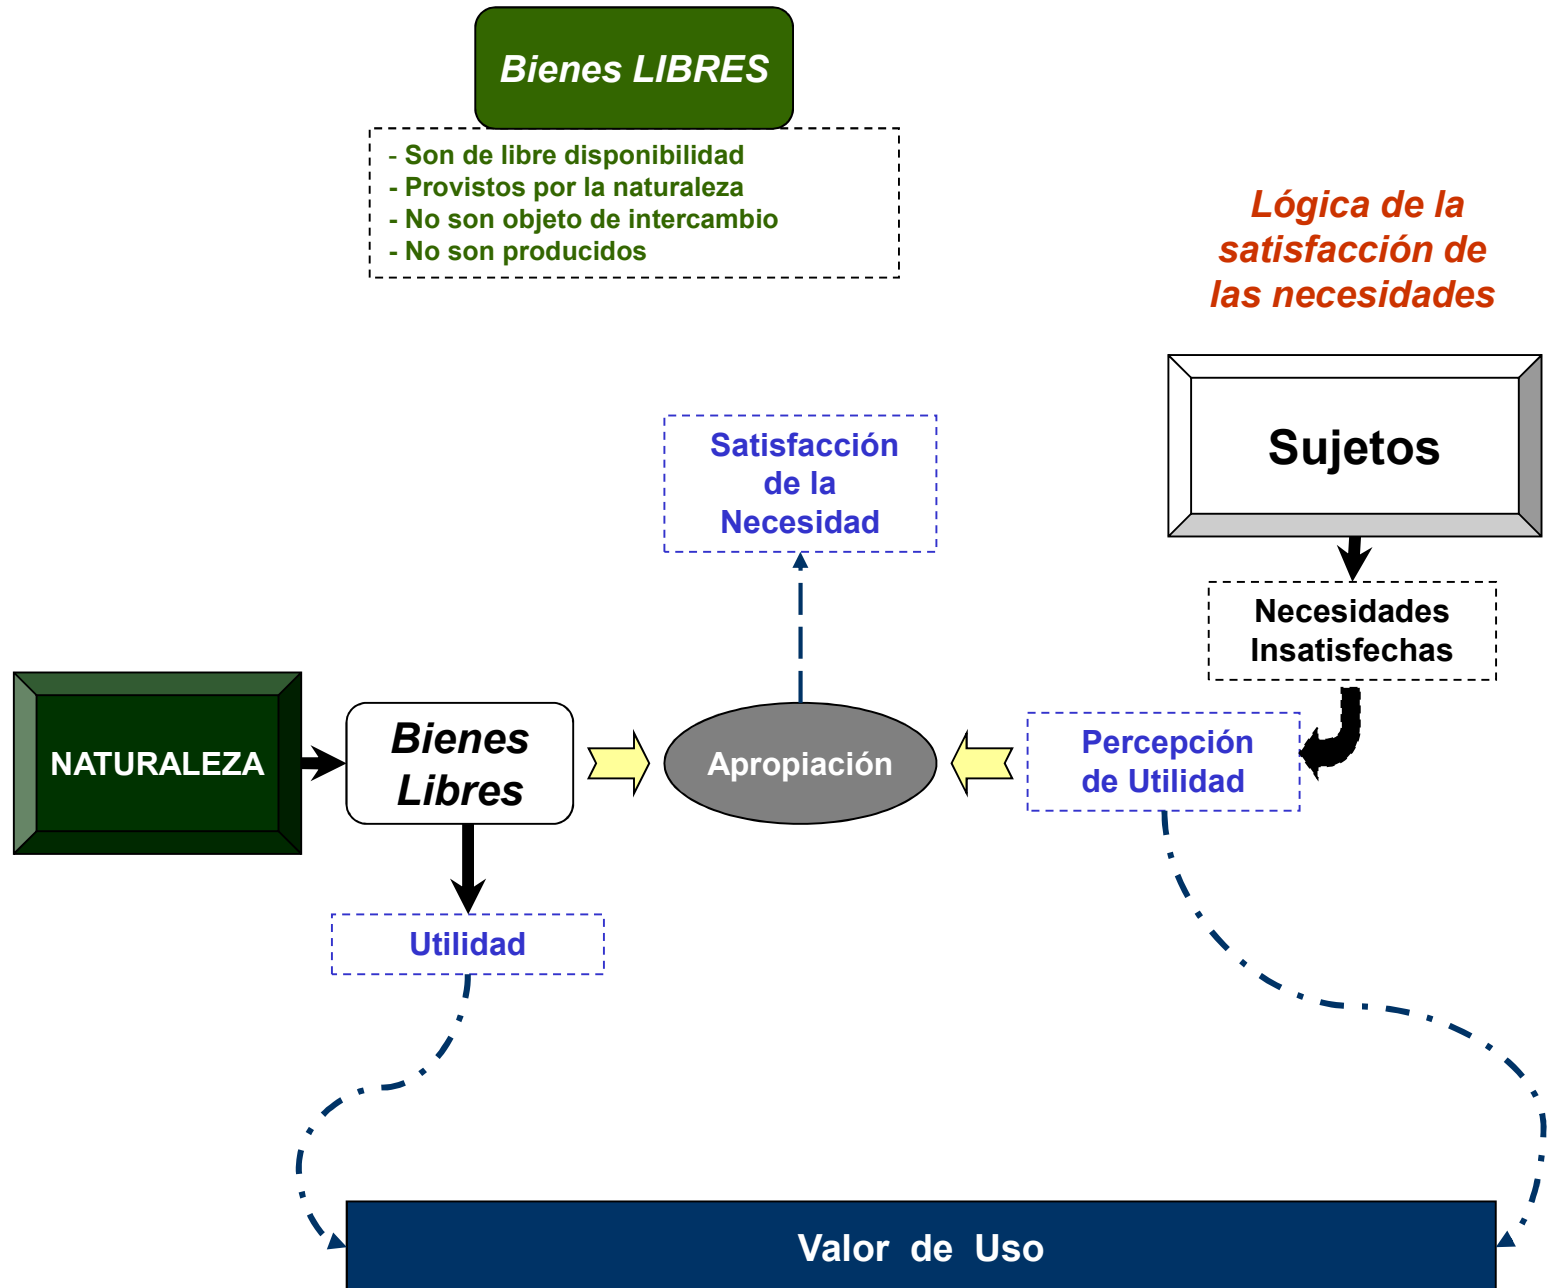 Bienes LIBRES
- Son de libre disponibilidad
- Provistos por la naturaleza
- No son objeto de intercambio
- No son producidos
Lógica de la
satisfacción de
las necesidades
Sujetos
Satisfacción
de la
Necesidad
Necesidades
Insatisfechas
NATURALEZA
Bienes
Libres
Apropiación
Percepción
de Utilidad
Utilidad
Valor de Uso